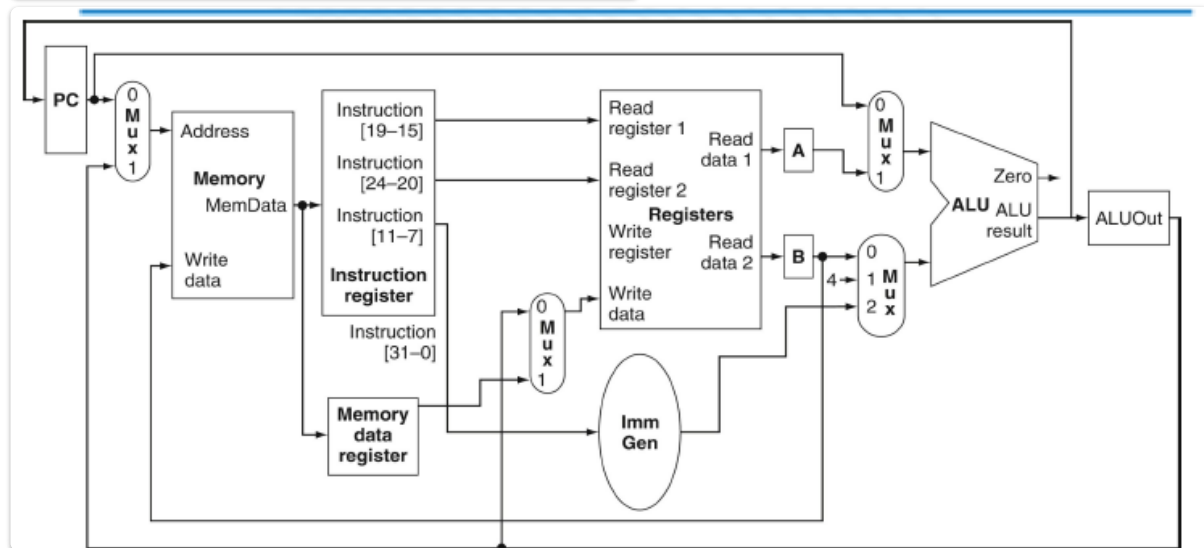 PC
0
M
u
x
1
Address
Memory
MemData
Write
data
Instruction
[19–15]
Instruction
[24–20]
Instruction
[11–7]
Instruction
register
Instruction
[31–0]
Memory
data
register
0
M
u
x
1
Read
register 1
Read
register 2
Registers
Write
register
Write
data
Read
data 1
Read
data 2
Imm
Gen
A
B
4
0
M
u
x
1
0
1
2
M
u
x
Zero
ALU
ALU
result
ALUOut